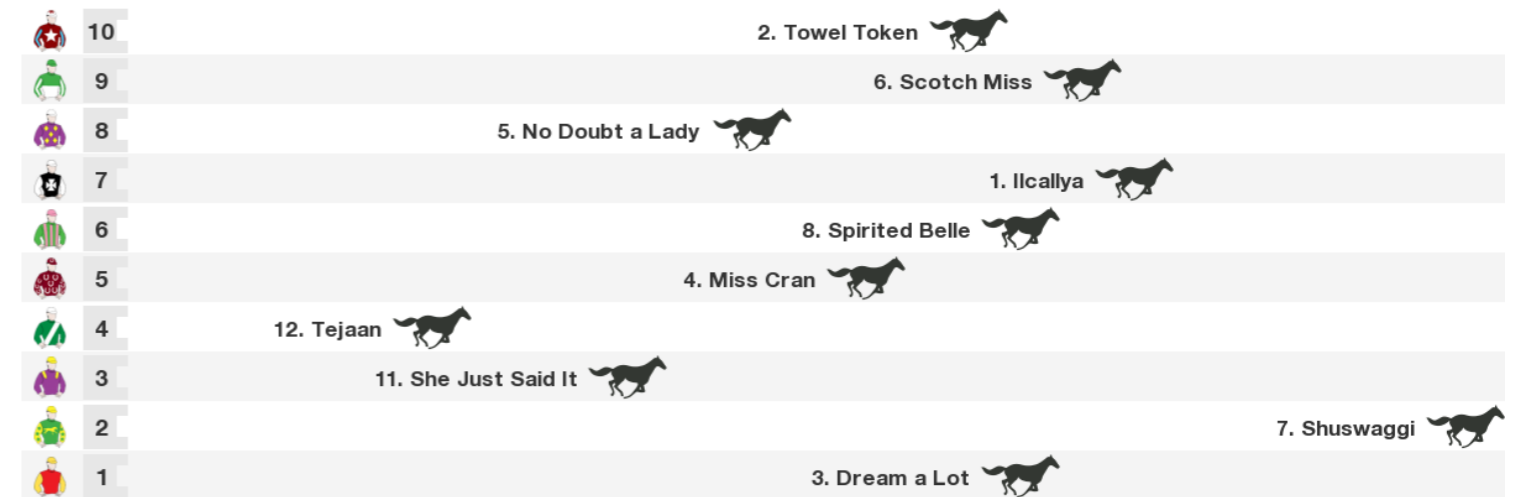 10 2. Towel Token
9 6. Scotch Miss
8 5. No Doubt a Lady
7 1. Ilcallya
6 8. Spirited Belle
5 4. Miss Cran
4 12. Tejaan
3 11. She Just Said It
2 7. Shuswaggi
1 3. Dream a Lot